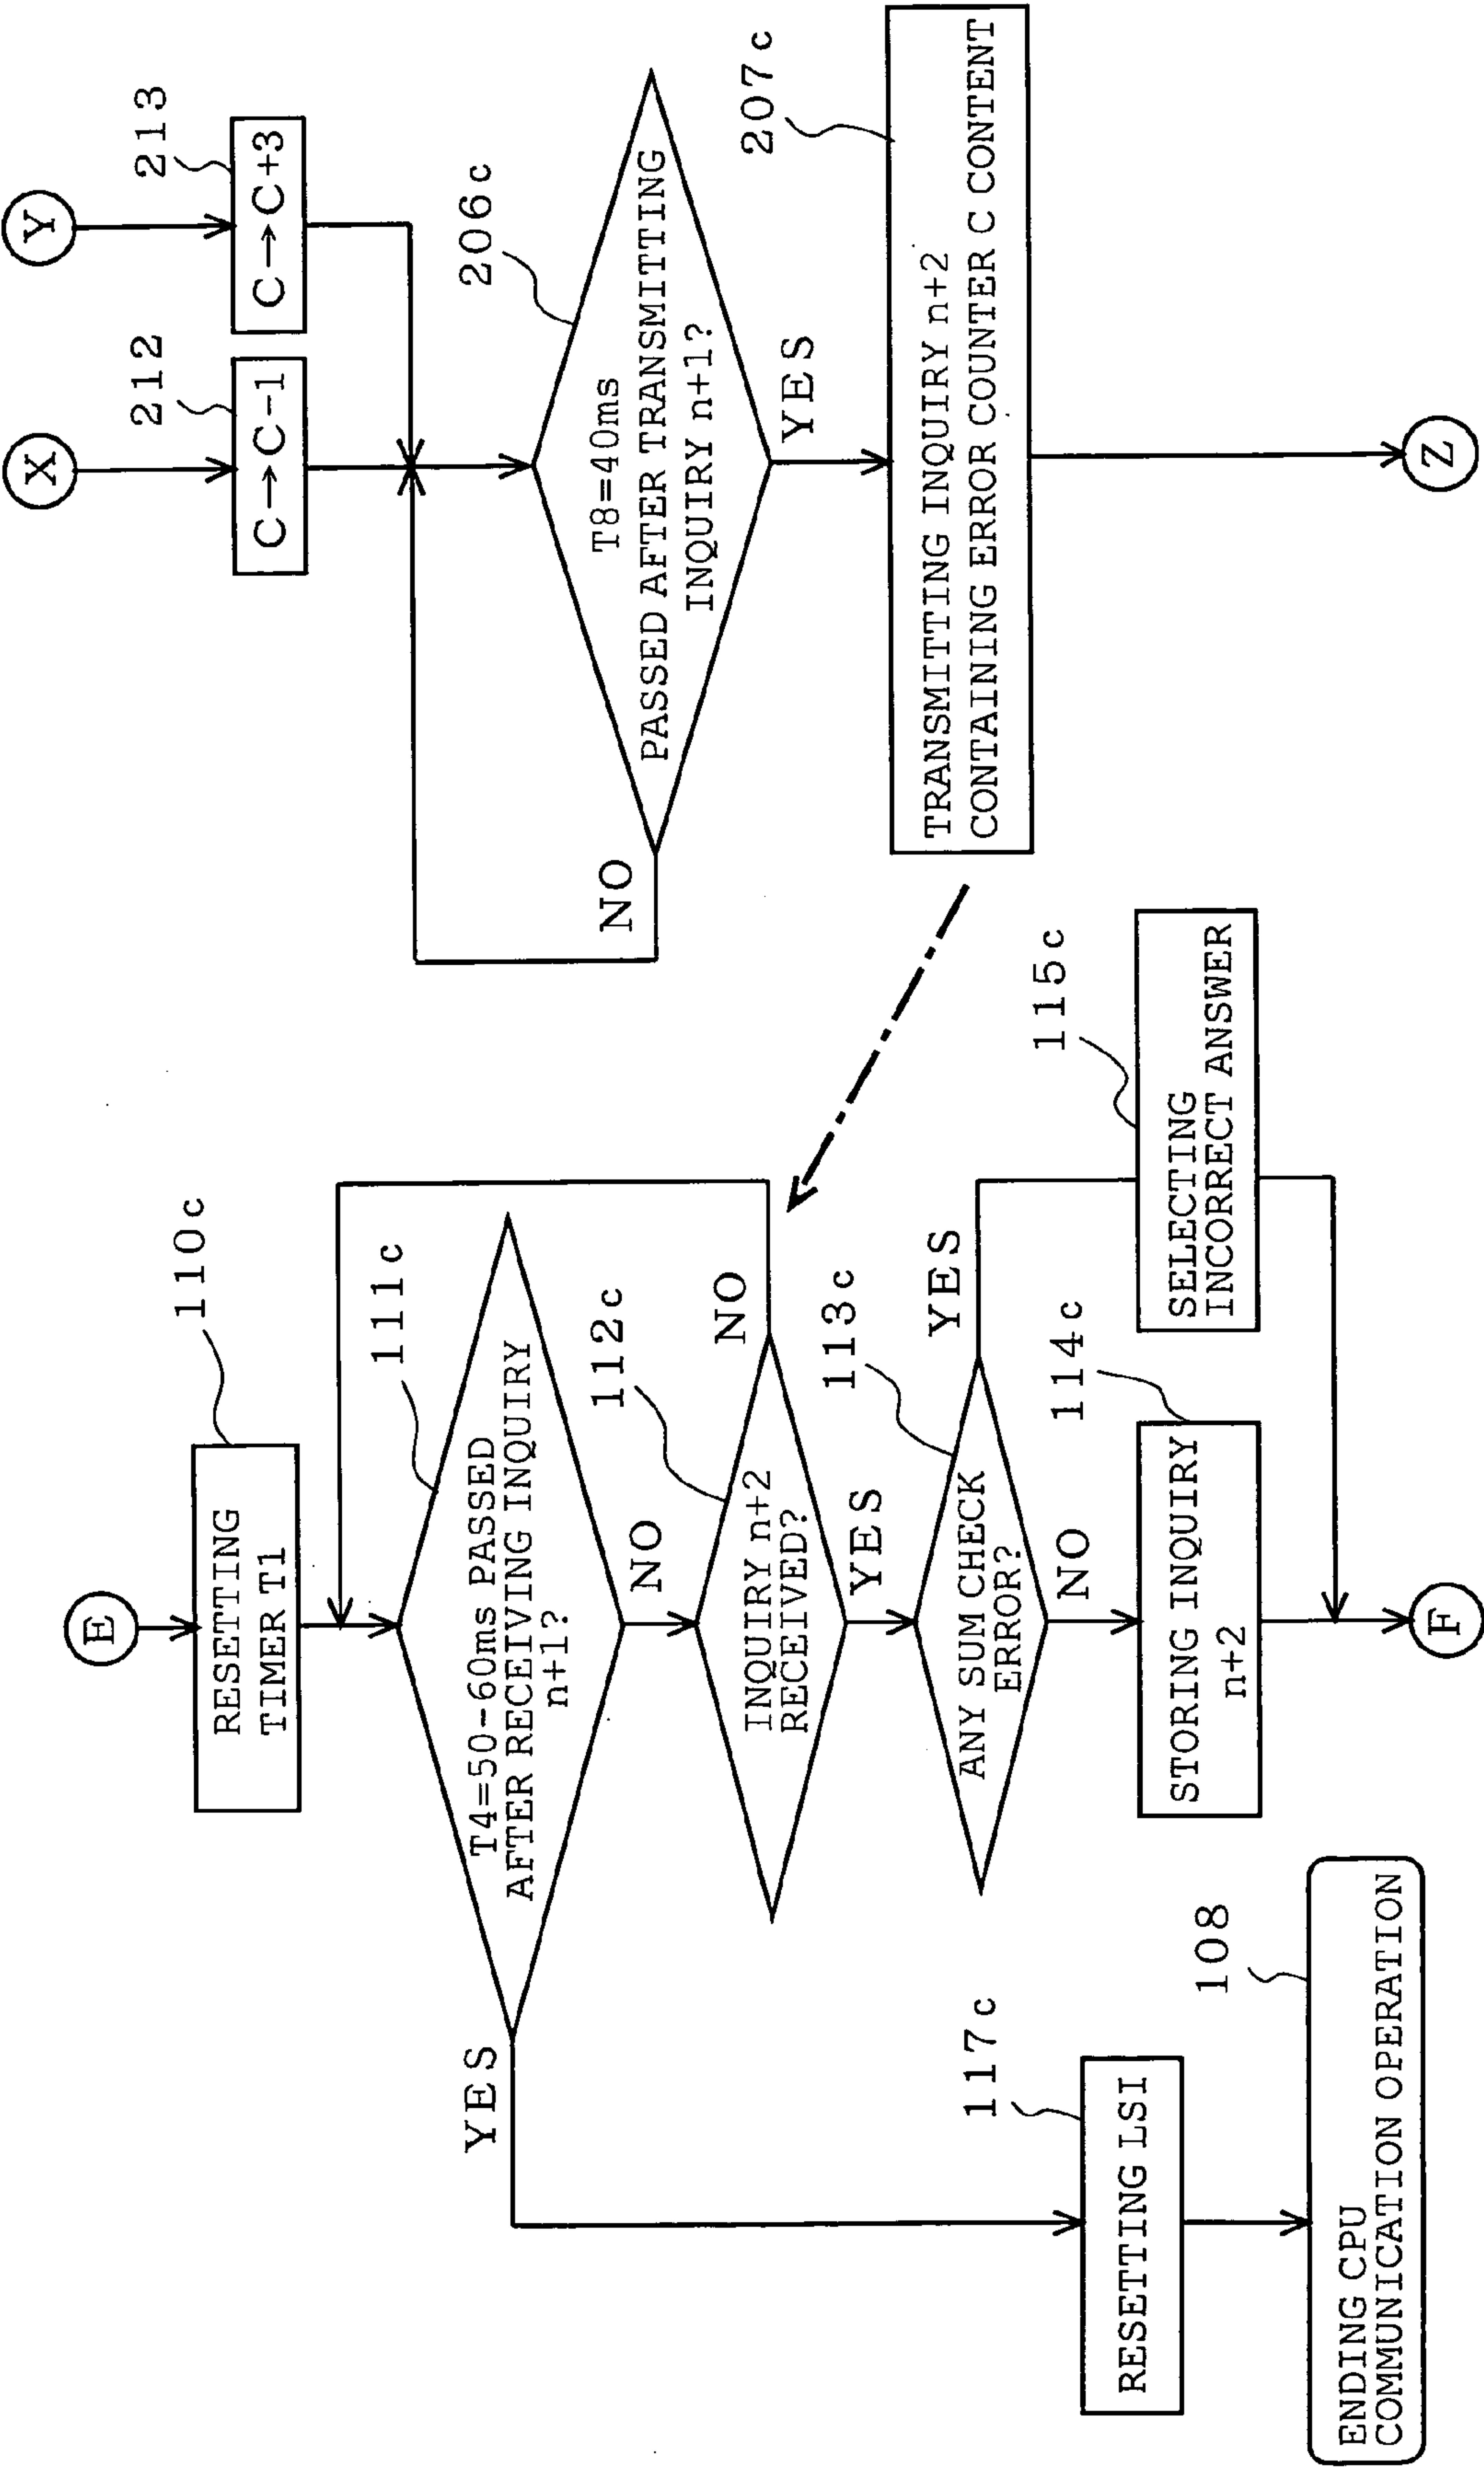 E
RESETTING
TIMER T1
110c
T4=50-60ms PASSED
AFTER RECEIVING INQUIRY
n+1?
111c
YES
NO
INQUIRY n+2
RECEIVED?
112c
NO
YES
ANY SUM CHECK
ERROR?
113c
YES
NO
STORING INQUIRY
n+2
114c
SELECTING
INCORRECT ANSWER
115c
F
RESETTING LSI
117c
ENDING CPU
COMMUNICATION OPERATION
108
X
C→C-1
212
Y
C→C+3
213
T8=40ms
PASSED AFTER TRANSMITTING
INQUIRY n+1?
206c
NO
YES
TRANSMITTING INQUIRY n+2
CONTAINING ERROR COUNTER C CONTENT
207c
Z